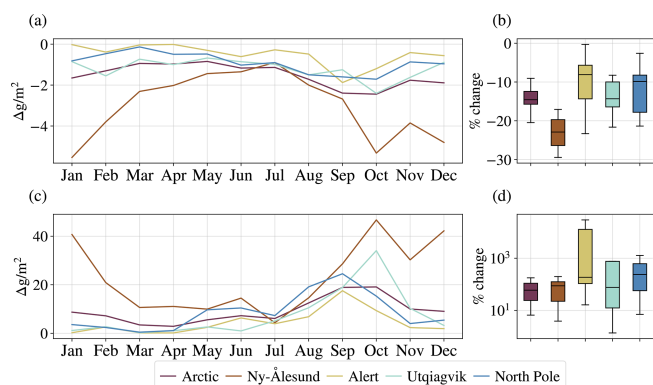 (a)
(b)
Δg/m²
0
−2
−4
Jan Feb Mar Apr May Jun Jul Aug Sep Oct Nov Dec
% change
0
−10
−20
−30
(c)
(d)
Δg/m²
40
20
0
Jan Feb Mar Apr May Jun Jul Aug Sep Oct Nov Dec
% change
10³
10¹
Arctic Ny-Ålesund Alert Utqiagvik North Pole